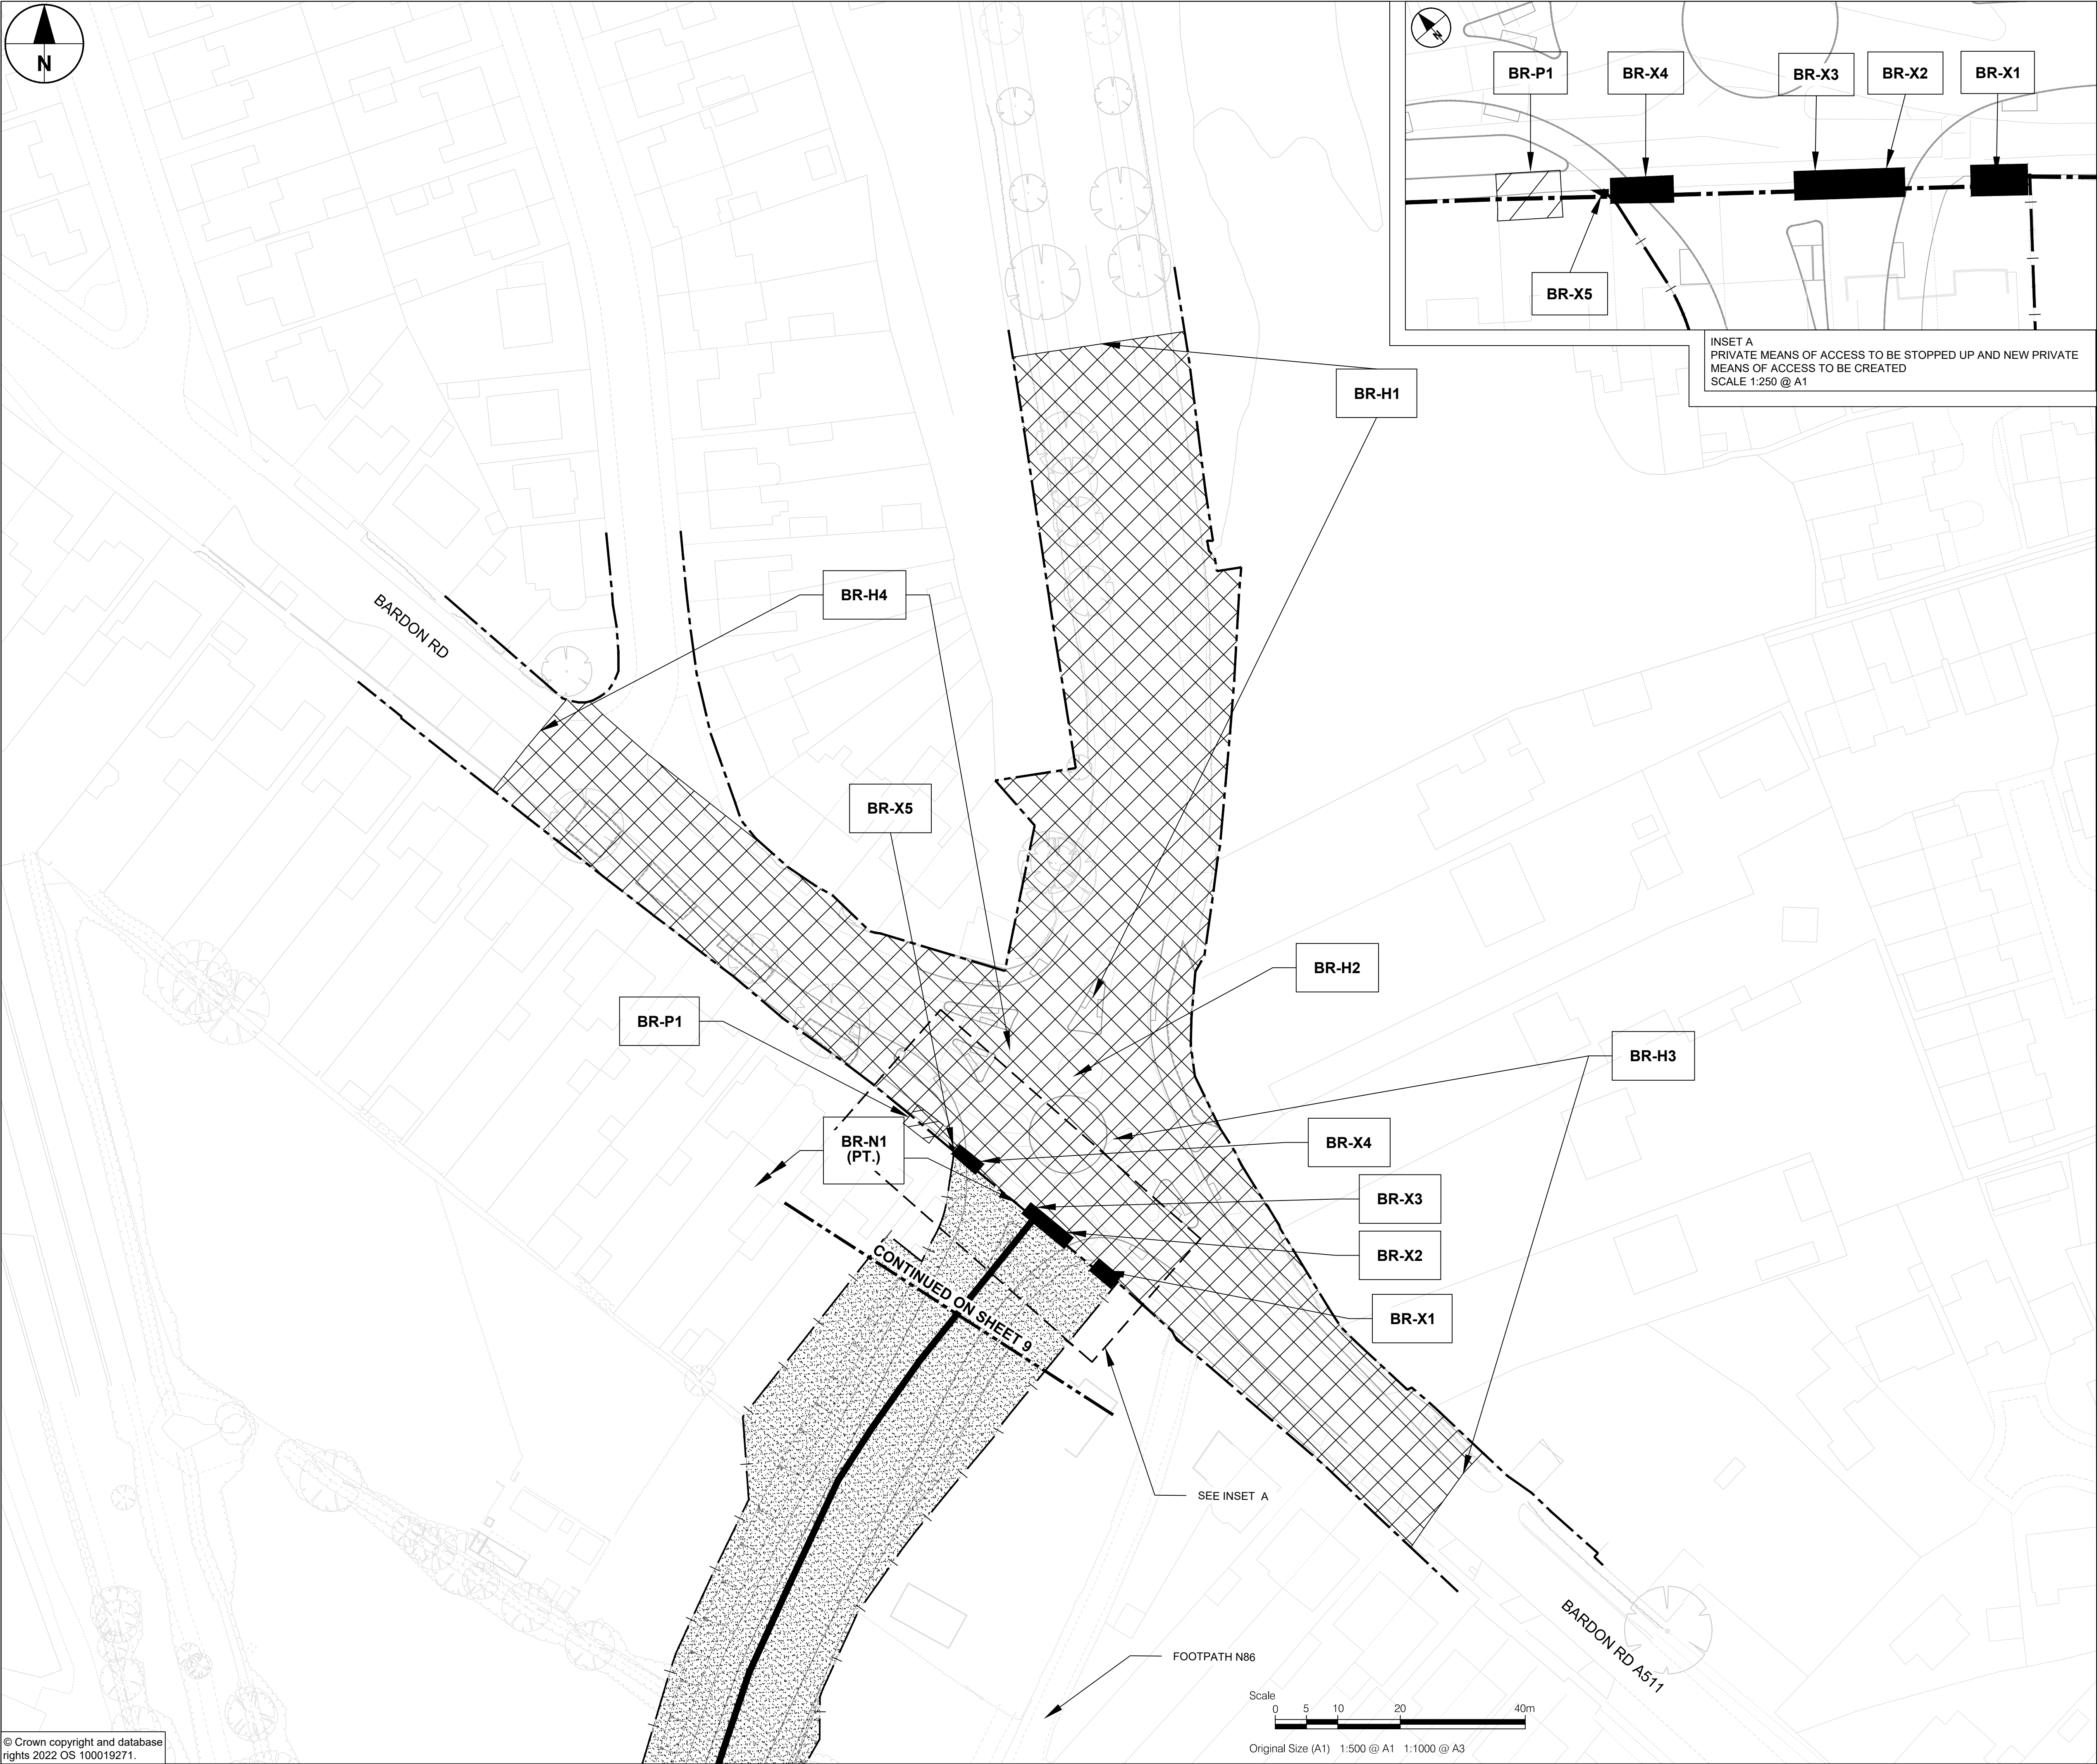 N
N
BR-P1
BR-X4
BR-X3
BR-X2
BR-X1
BR-X5
INSET A
PRIVATE MEANS OF ACCESS TO BE STOPPED UP AND NEW PRIVATE
MEANS OF ACCESS TO BE CREATED
SCALE 1:250 @ A1
BR-H1
BR-H4
BARDON RD
BR-X5
BR-H2
BR-P1
BR-H3
BR-N1
(PT.)
BR-X4
BR-X3
BR-X2
CONTINUED ON SHEET 9
BR-X1
SEE INSET A
BARDON RD A511
FOOTPATH N86
Scale
0 5 10 20 40m
Original Size (A1) 1:500 @ A1 1:1000 @ A3
© Crown copyright and database
rights 2022 OS 100019271.